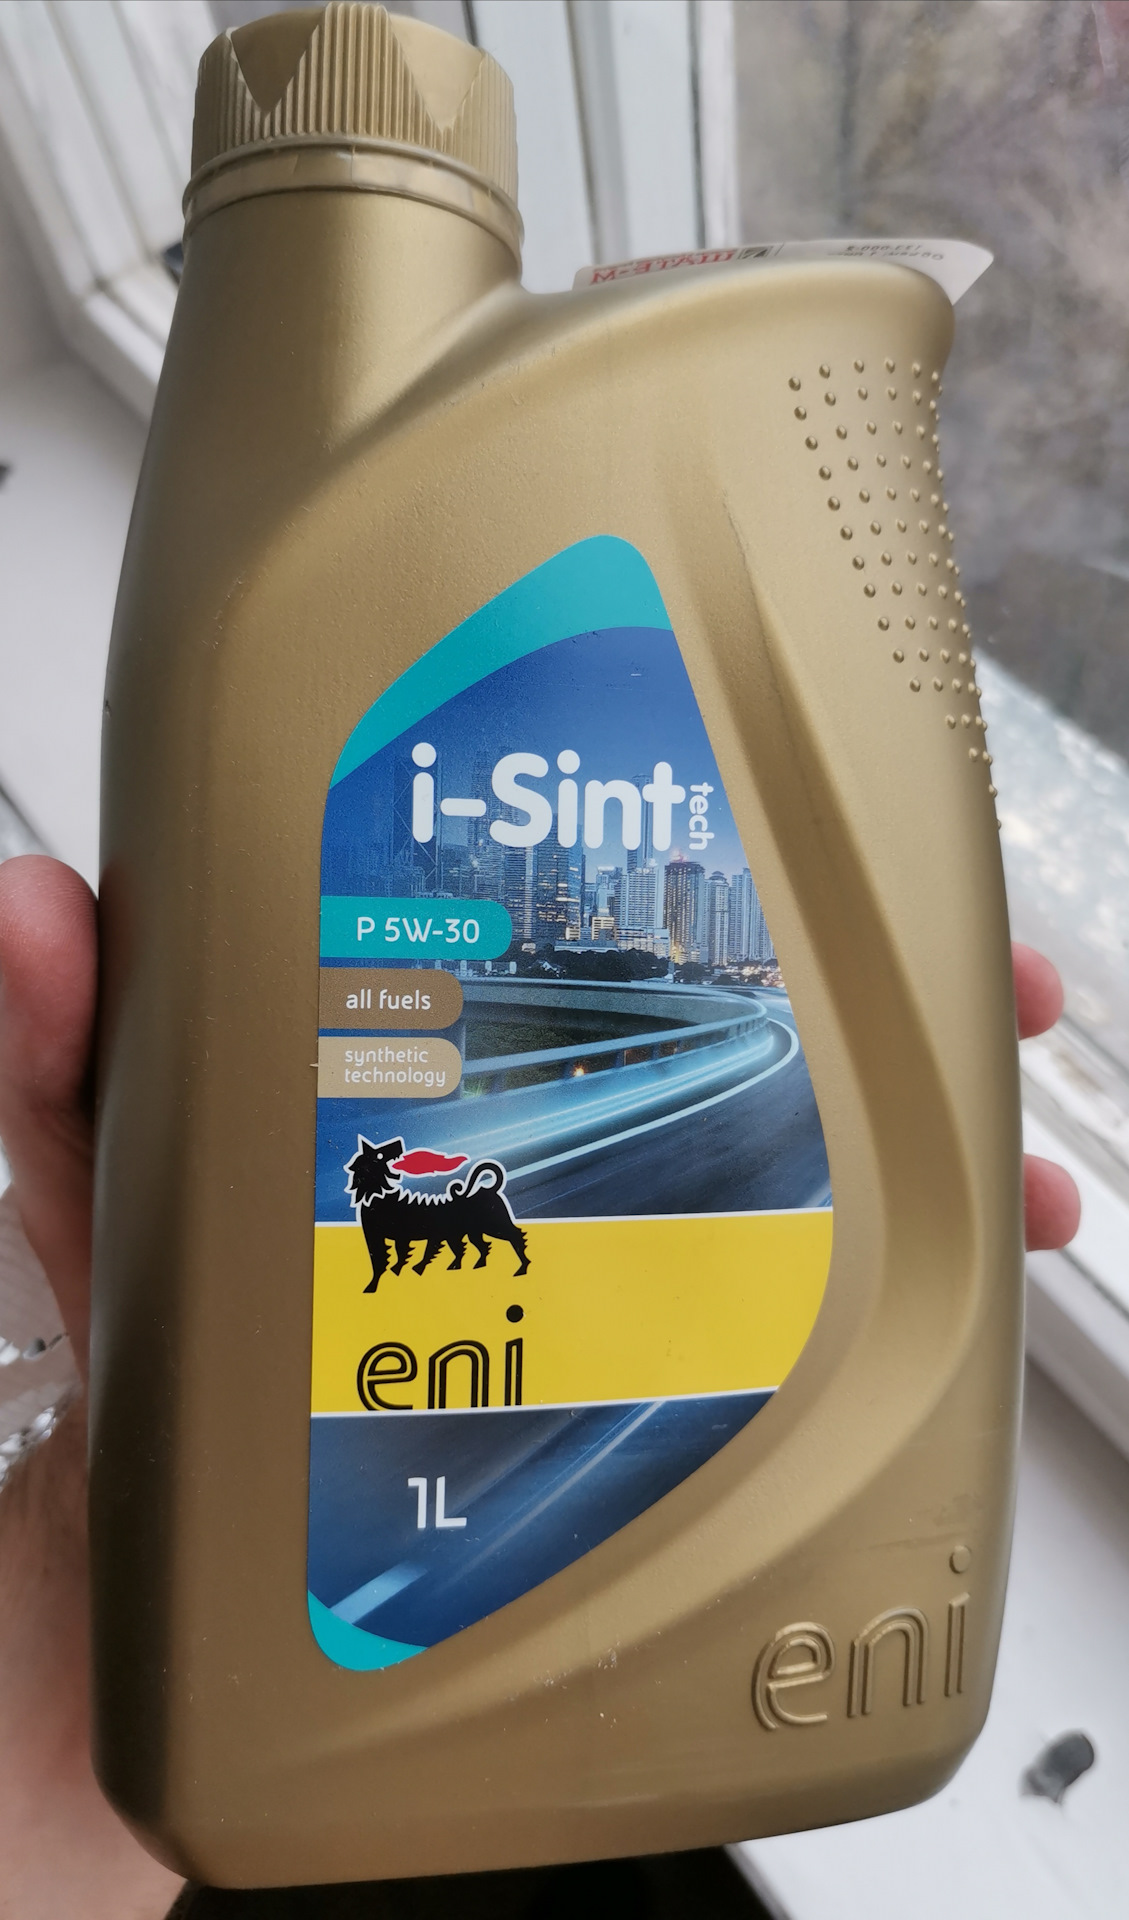 i-Sint
tech
P 5W-30
all fuels
synthetic
technology
eni
1L
eni